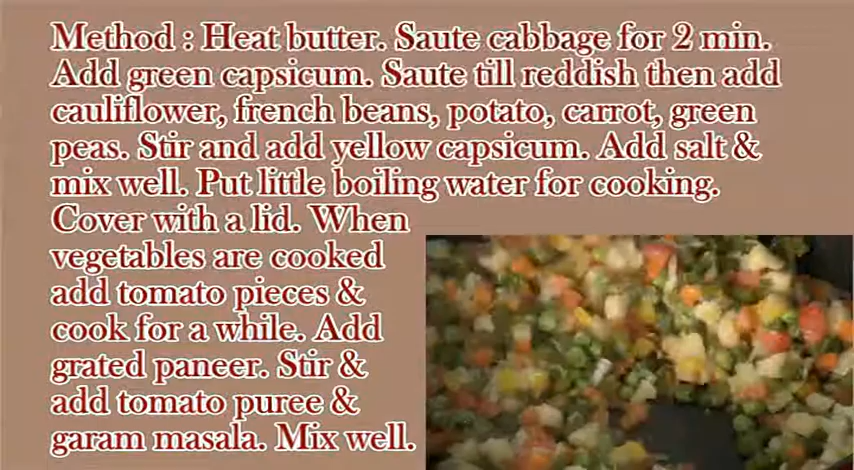 Method : Heat butter. Saute cabbage for 2 min.
Add green capsicum. Saute till reddish then add
cauliflower, french beans, potato, carrot, green
peas. Stir and add yellow capsicum. Add salt &
mix well. Put little boiling water for cooking.
Cover with a lid. When
vegetables are cooked
add tomato pieces &
cook for a while. Add
grated paneer. Stir &
add tomato puree &
garam masala. Mix well.